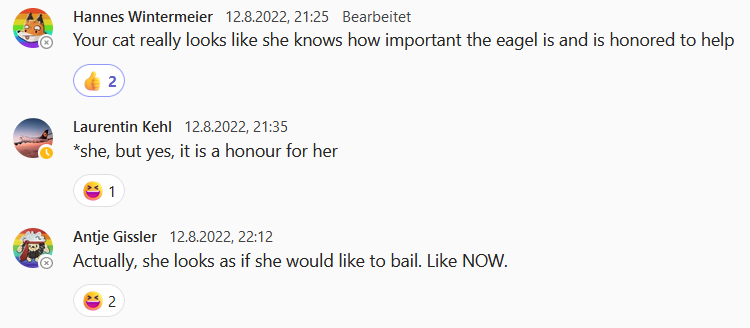 Hannes Wintermeier 12.8.2022, 21:25 Bearbeitet
Your cat really looks like she knows how important the eagel is and is honored to help
2
Laurentin Kehl 12.8.2022, 21:35
*she, but yes, it is a honour for her
1
Antje Gissler 12.8.2022, 22:12
Actually, she looks as if she would like to bail. Like NOW.
2